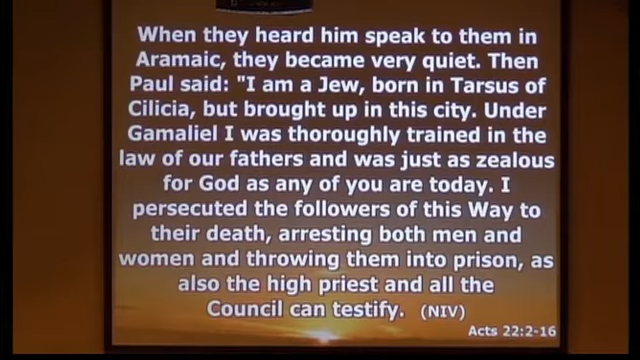 When they heard him speak to them in
Aramaic, they became very quiet. Then
Paul said: "I am a Jew, born in Tarsus of
Cilicia, but brought up in this city. Under
Gamaliel I was thoroughly trained in the
law of our fathers and was just as zealous
for God as any of you are today. I
persecuted the followers of this Way to
their death, arresting both men and
women and throwing them into prison, as
also the high priest and all the
Council can testify. (NIV)
Acts 22:2-16